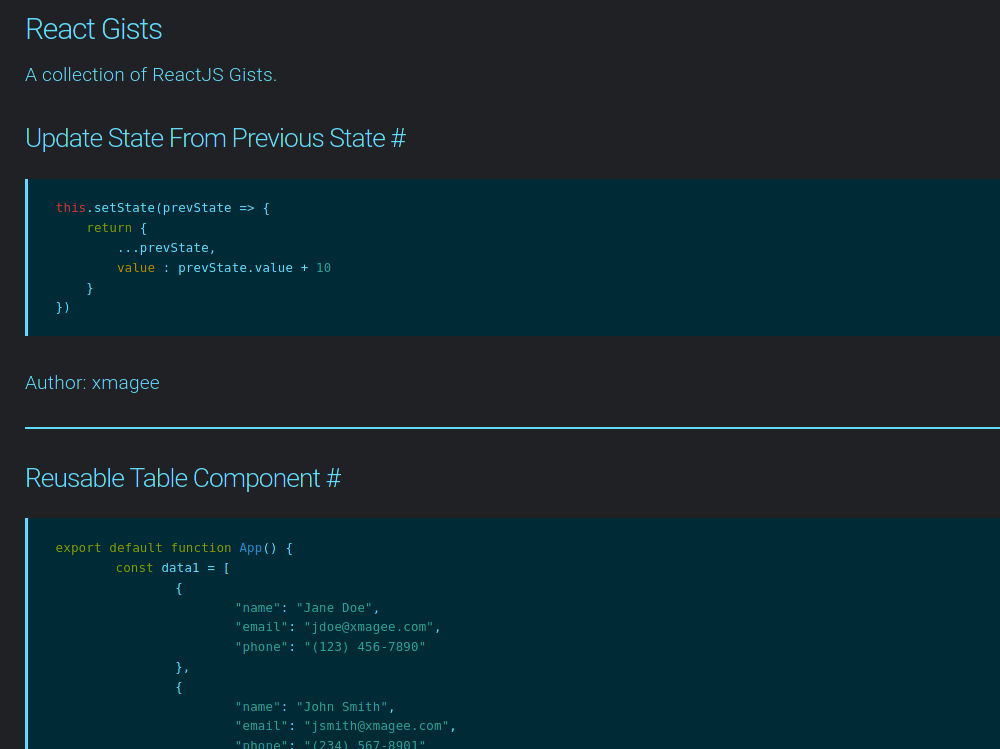 React Gists
A collection of ReactJS Gists.
Update State From Previous State #
this.setState(prevState => {
    return {
        ...prevState,
        value : prevState.value + 10
    }
})
Author: xmagee
Reusable Table Component #
export default function App() {
        const data1 = [
                {
                        "name": "Jane Doe",
                        "email": "jdoe@xmagee.com",
                        "phone": "(123) 456-7890"
                },
                {
                        "name": "John Smith",
                        "email": "jsmith@xmagee.com",
                        "phone": "(234) 567-8901"